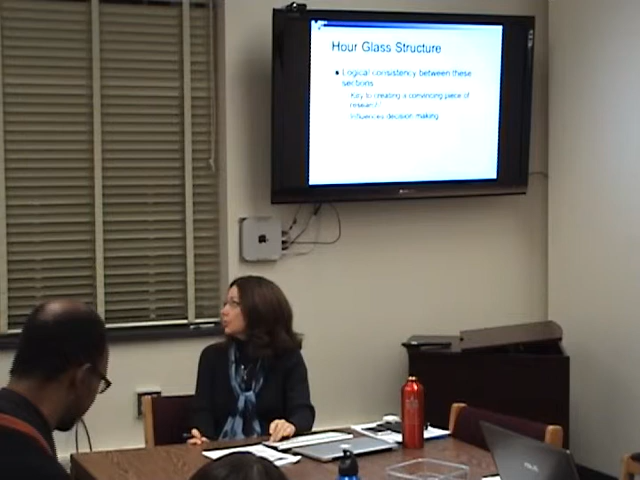 Hour Glass Structure
Logical consistency between these
sections
Key to creating a convincing piece of
research
Influences decision making